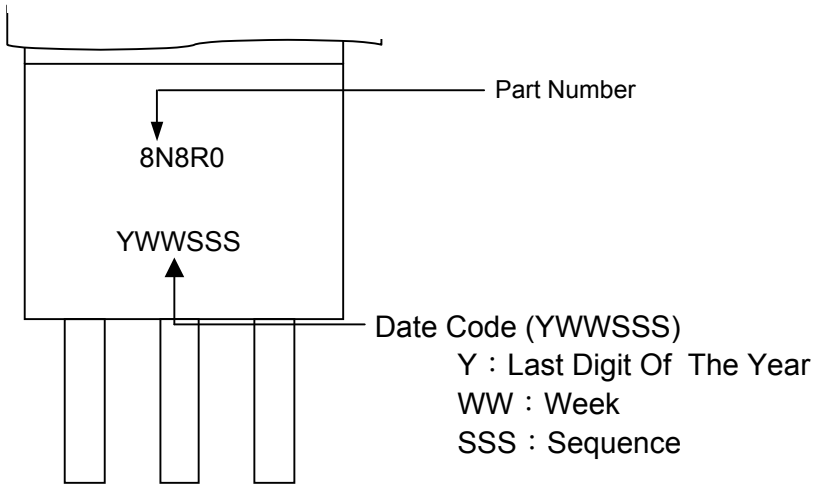 Part Number
8N8R0
YWWSSS
Date Code (YWWSSS)
Y：Last Digit Of The Year
WW：Week
SSS：Sequence